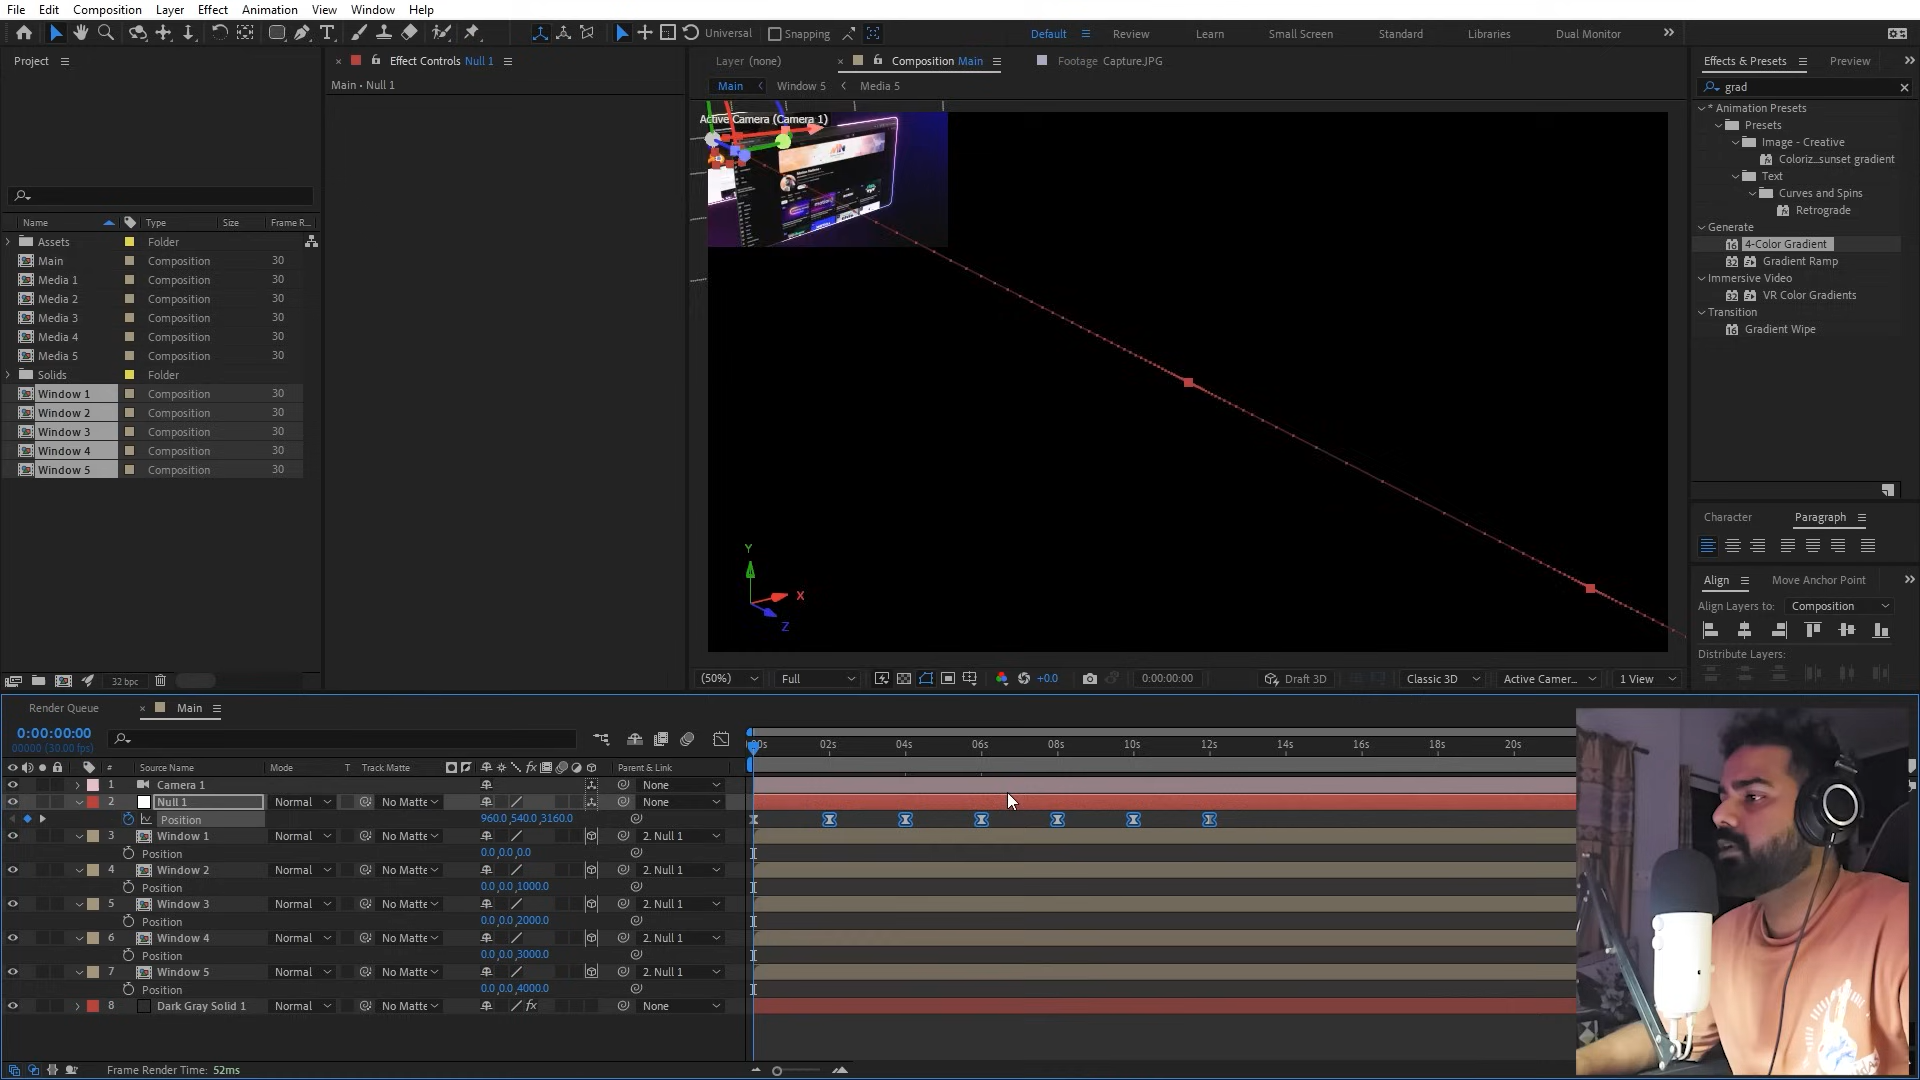 File Edit Composition Layer Effect Animation View Window Help
Universal Snapping Default Review Learn Small Screen Standard Libraries Dual Monitor
Project
Effect Controls Null 1
Main • Null 1
Layer (none)
Composition Main
Footage Capture.JPG
Main Window 5 Media 5
Active Camera (Camera 1)
Y
X
Z
Name Type Size Frame R...
Assets Folder
Main Composition 30
Media 1 Composition 30
Media 2 Composition 30
Media 3 Composition 30
Media 4 Composition 30
Media 5 Composition 30
Solids Folder
Window 1 Composition 30
Window 2 Composition 30
Window 3 Composition 30
Window 4 Composition 30
Window 5 Composition 30
32 bpc
(50%) Full +0.0 0:00:00:00 Draft 3D Classic 3D Active Camer... 1 View
Effects & Presets Preview
grad
* Animation Presets
Presets
Image - Creative
Coloriz...sunset gradient
Text
Curves and Spins
Retrograde
Generate
4-Color Gradient
Gradient Ramp
Immersive Video
VR Color Gradients
Transition
Gradient Wipe
Character Paragraph
Align Move Anchor Point
Align Layers to: Composition
Distribute Layers:
Render Queue Main
0:00:00:00
00000 (30.00 fps)
:00s 02s 04s 06s 08s 10s 12s 14s 16s 18s 20s
# Source Name Mode T Track Matte Parent & Link
1 Camera 1 None
2 Null 1 Normal No Matte None
Position 960.0,540.0,3160.0
3 Window 1 Normal No Matte 2. Null 1
Position 0.0,0.0,0.0
4 Window 2 Normal No Matte 2. Null 1
Position 0.0,0.0,1000.0
5 Window 3 Normal No Matte 2. Null 1
Position 0.0,0.0,2000.0
6 Window 4 Normal No Matte 2. Null 1
Position 0.0,0.0,3000.0
7 Window 5 Normal No Matte 2. Null 1
Position 0.0,0.0,4000.0
8 Dark Gray Solid 1 Normal No Matte None
Frame Render Time: 52ms